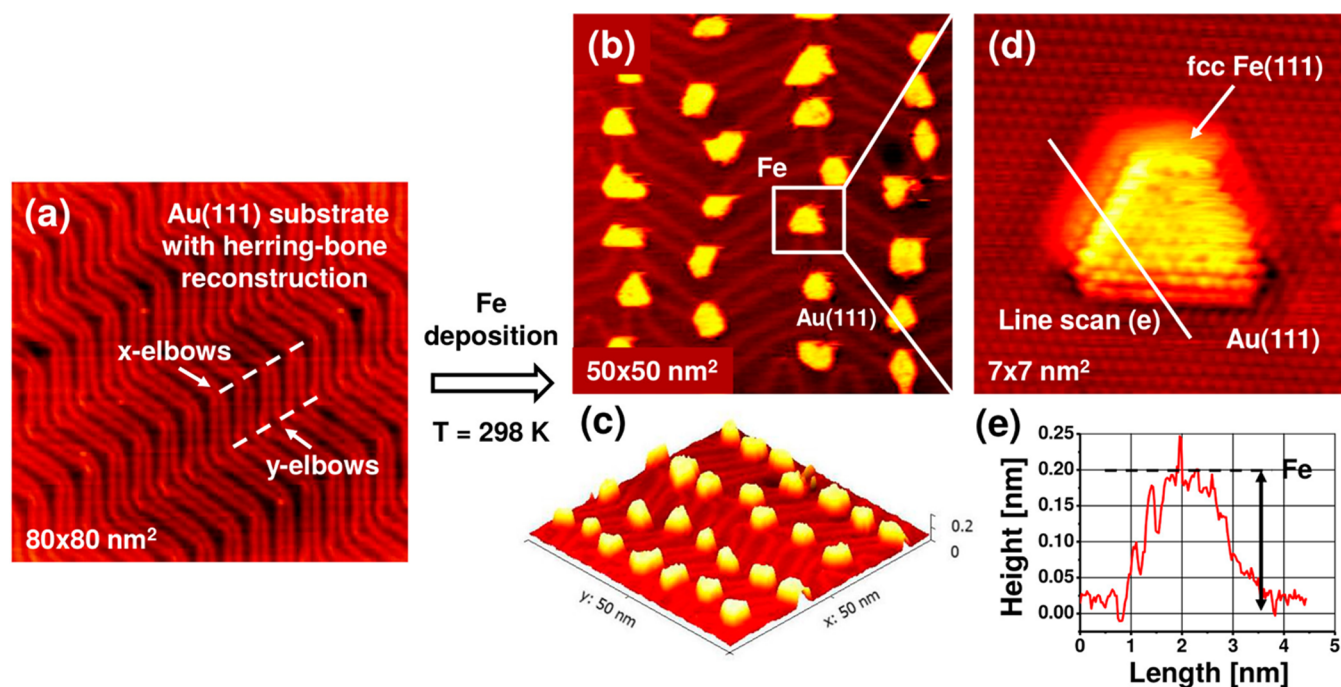 (a)
Au(111) substrate
with herring-bone
reconstruction
x-elbows
y-elbows
80x80 nm²
Fe
deposition
T = 298 K
(b)
Fe
Au(111)
50x50 nm²
(c)
0.2
0
y: 50 nm
x: 50 nm
(d)
fcc Fe(111)
Line scan (e)
Au(111)
7x7 nm²
(e)
0.25
0.20
0.15
0.10
0.05
0.00
Height [nm]
Fe
0 1 2 3 4 5
Length [nm]